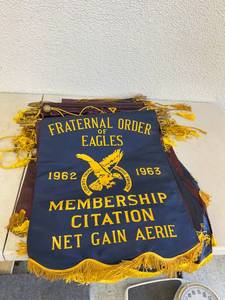 FRATERNAL ORDER
OF
EAGLES
1962 1963
MEMBERSHIP
CITATION
NET GAIN AERIE